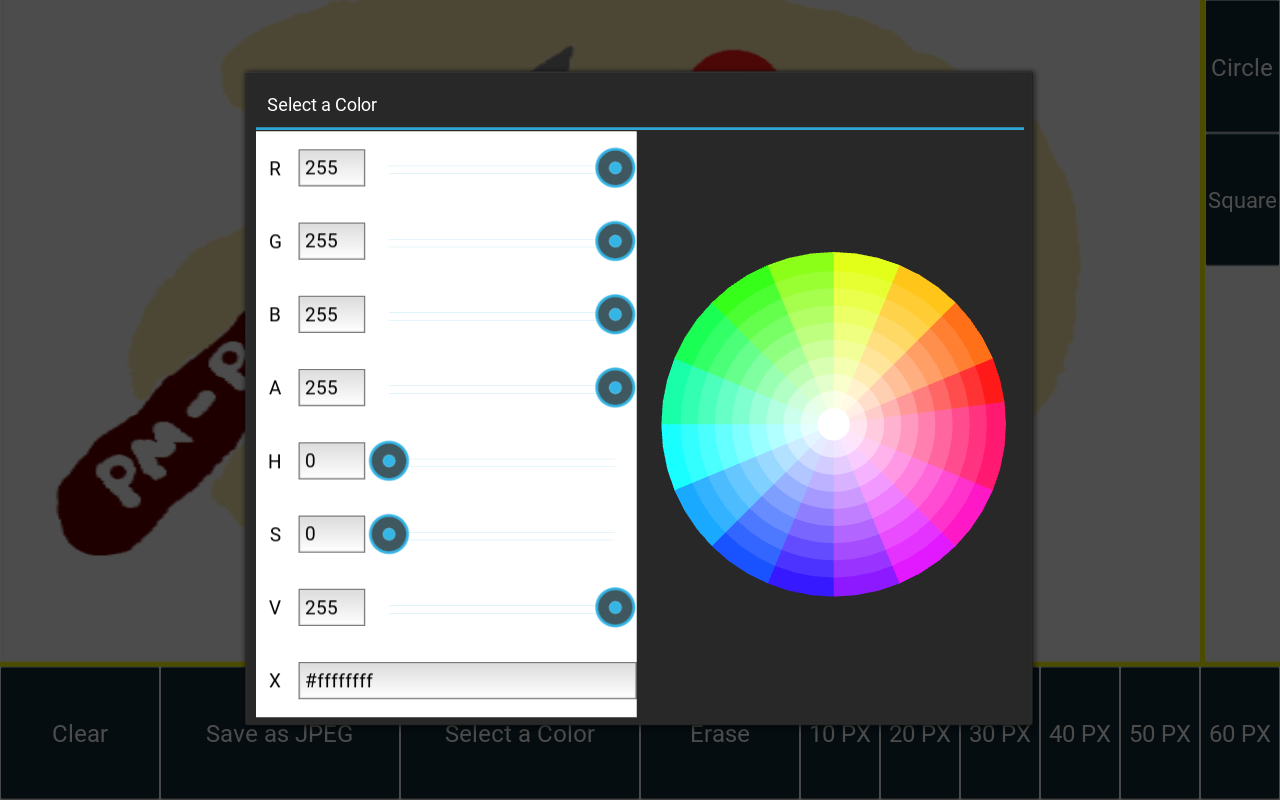 Select a Color
R 255
G 255
B 255
A 255
H 0
S 0
V 255
X #ffffffff
Circle
Square
PM - P
Clear
Save as JPEG
Select a Color
Erase
10 PX
20 PX
30 PX
40 PX
50 PX
60 PX